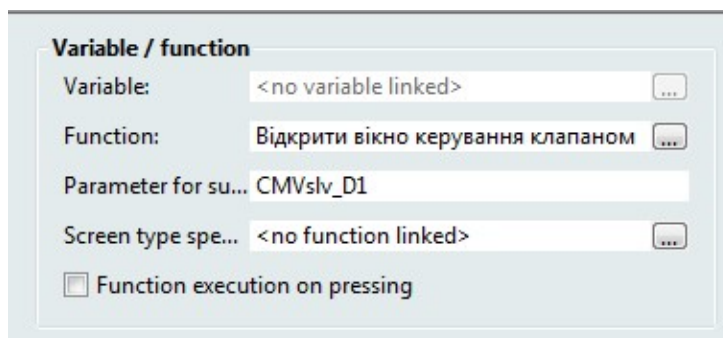 Variable / function
Variable: <no variable linked> ...
Function: Відкрити вікно керування клапаном ...
Parameter for su... CMVslv_D1
Screen type spe... <no function linked> ...
Function execution on pressing